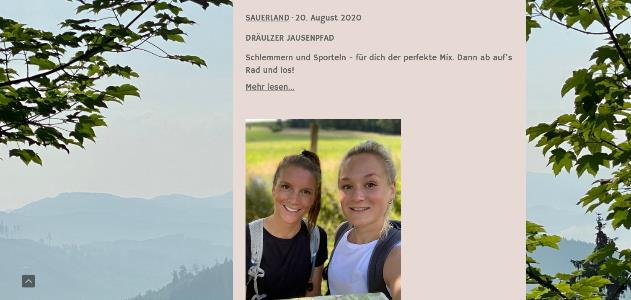 SAUERLAND · 20. August 2020
DRÄULZER JAUSENPFAD
Schlemmern und Sporteln - für dich der perfekte Mix. Dann ab auf's
Rad und los!
Mehr lesen...